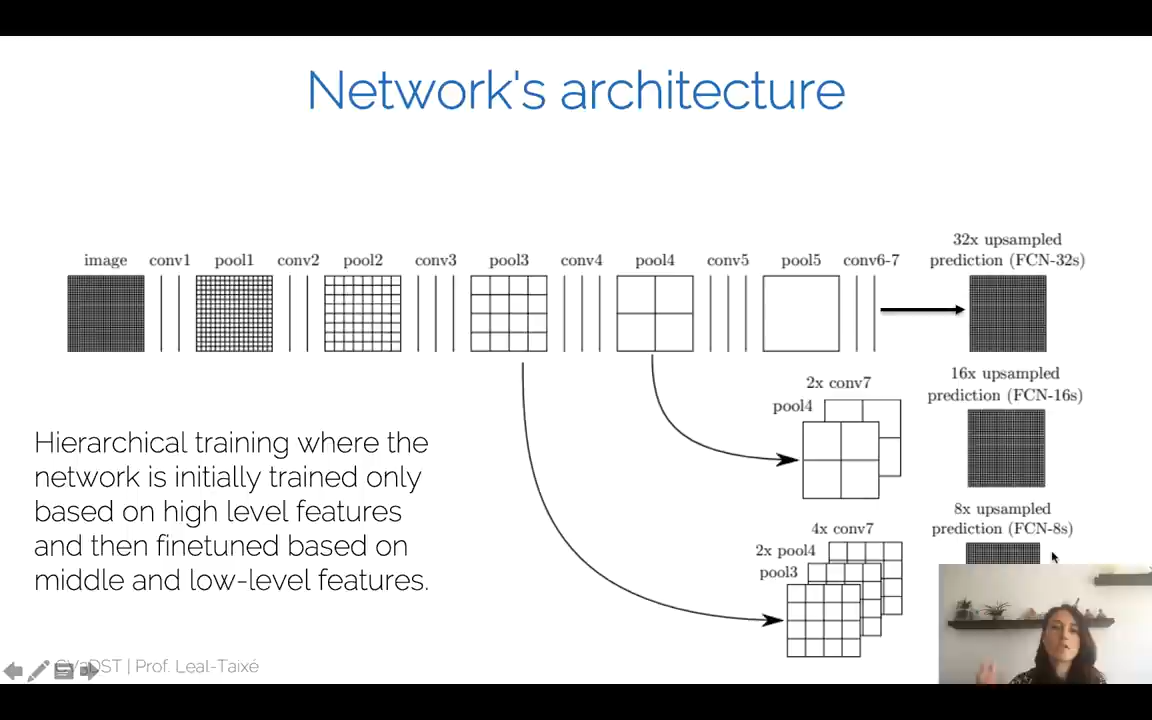 Network's architecture
image conv1 pool1 conv2 pool2 conv3 pool3 conv4 pool4 conv5 pool5 conv6-7
32x upsampled
prediction (FCN-32s)
2x conv7
pool4
16x upsampled
prediction (FCN-16s)
4x conv7
2x pool4
pool3
8x upsampled
prediction (FCN-8s)
Hierarchical training where the
network is initially trained only
based on high level features
and then finetuned based on
middle and low-level features.
CV3DST | Prof. Leal-Taixé